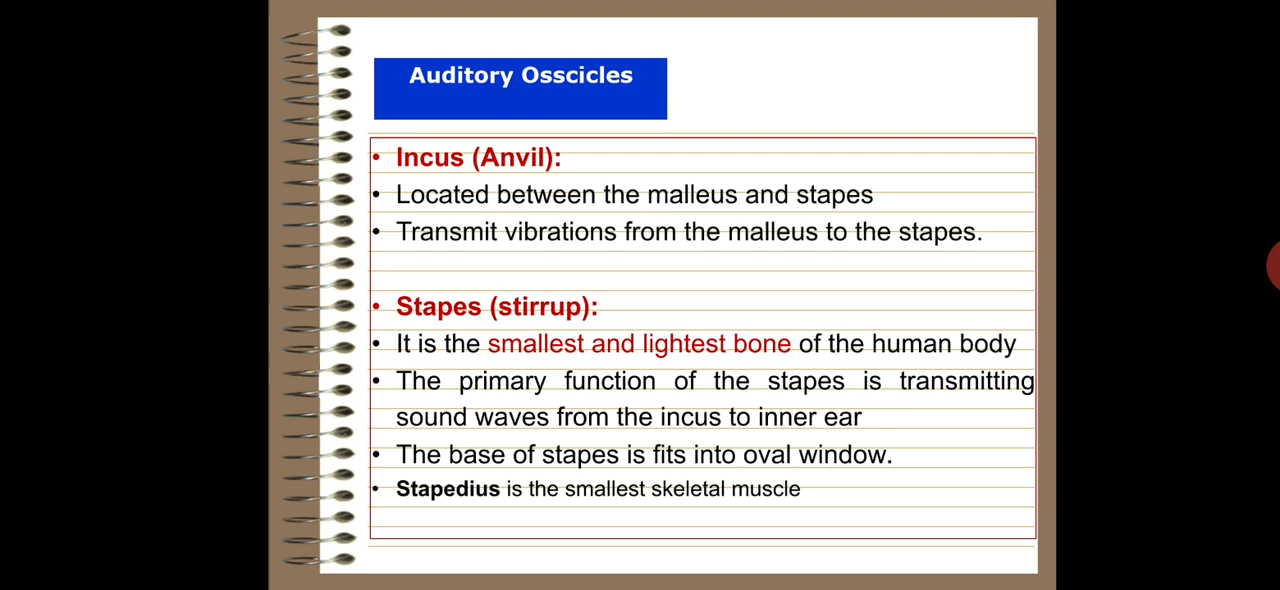 Auditory Osscicles
• Incus (Anvil):
• Located between the malleus and stapes
• Transmit vibrations from the malleus to the stapes.
• Stapes (stirrup):
• It is the smallest and lightest bone of the human body
• The primary function of the stapes is transmitting
sound waves from the incus to inner ear
• The base of stapes is fits into oval window.
• Stapedius is the smallest skeletal muscle